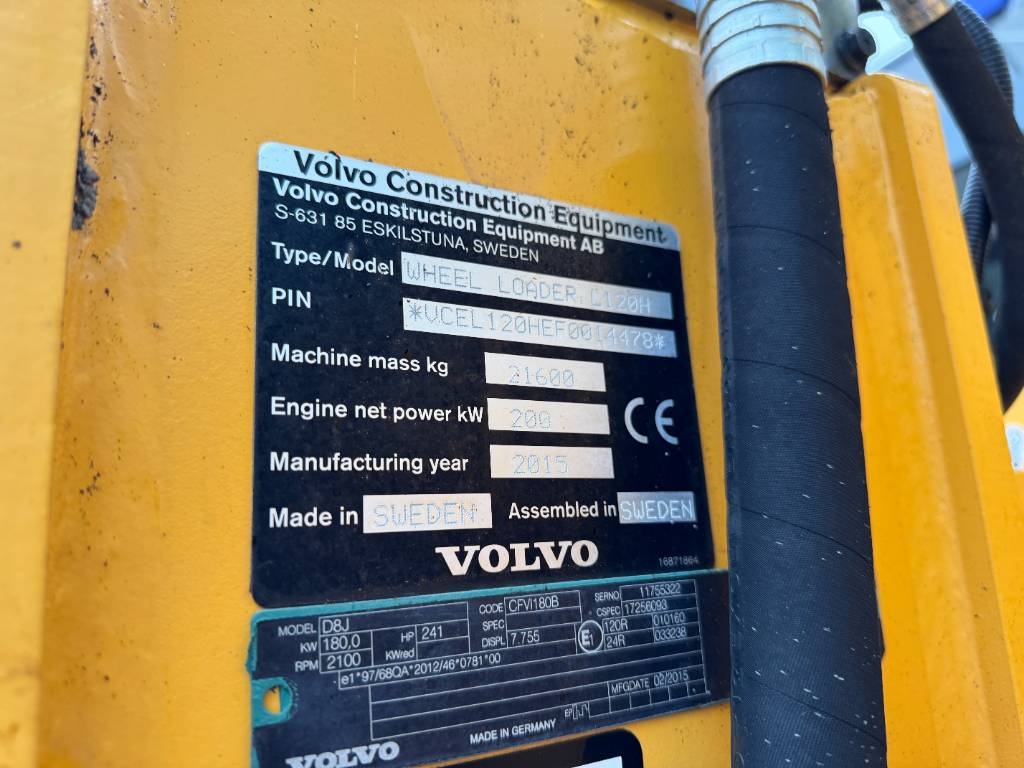 Volvo Construction Equipment
Volvo Construction Equipment AB
S-631 85 ESKILSTUNA, SWEDEN
Type/Model WHEEL LOADER L120H
PIN *VCEL120HEF0014478*
Machine mass kg 21600
Engine net power kW 200
CE
Manufacturing year 2015
Made in SWEDEN Assembled in SWEDEN
VOLVO
16871864
MODEL D8J CODE CFVI180B SERNO 11755322
KW 180,0 HP 241 SPEC CSPEC 17256093
RPM 2100 KWred DISPL 7.755 E1 120R 010160
24R 033238
e1*97/68QA*2012/46*0781*00
MFGDATE 02/2015
EP
MADE IN GERMANY
VOLVO